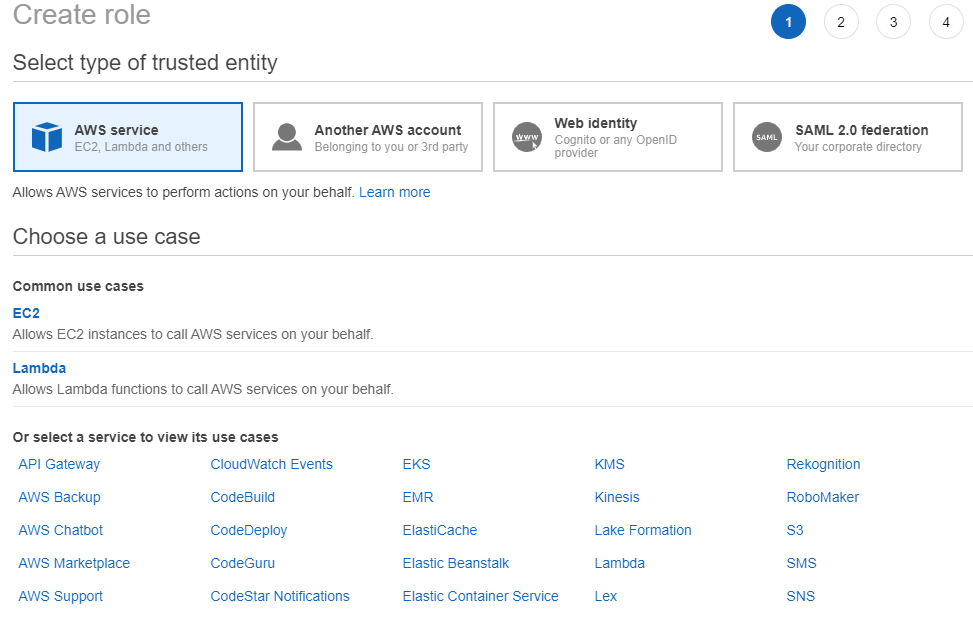 Create role
1 2 3 4
Select type of trusted entity
AWS service
EC2, Lambda and others
Another AWS account
Belonging to you or 3rd party
www
Web identity
Cognito or any OpenID
provider
SAML
SAML 2.0 federation
Your corporate directory
Allows AWS services to perform actions on your behalf. Learn more
Choose a use case
Common use cases
EC2
Allows EC2 instances to call AWS services on your behalf.
Lambda
Allows Lambda functions to call AWS services on your behalf.
Or select a service to view its use cases
API Gateway CloudWatch Events EKS KMS Rekognition
AWS Backup CodeBuild EMR Kinesis RoboMaker
AWS Chatbot CodeDeploy ElastiCache Lake Formation S3
AWS Marketplace CodeGuru Elastic Beanstalk Lambda SMS
AWS Support CodeStar Notifications Elastic Container Service Lex SNS